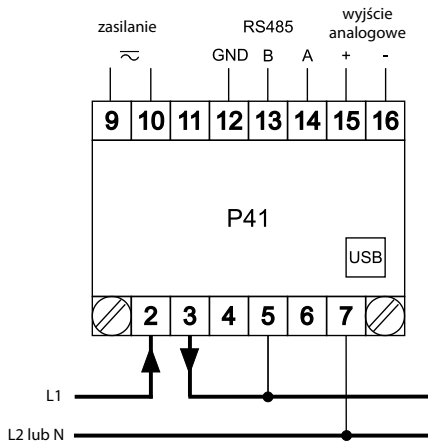 zasilanie RS485 wyjście
analogowe
GND B A + -
9 10 11 12 13 14 15 16
P41
USB
2 3 4 5 6 7
L1
L2 lub N